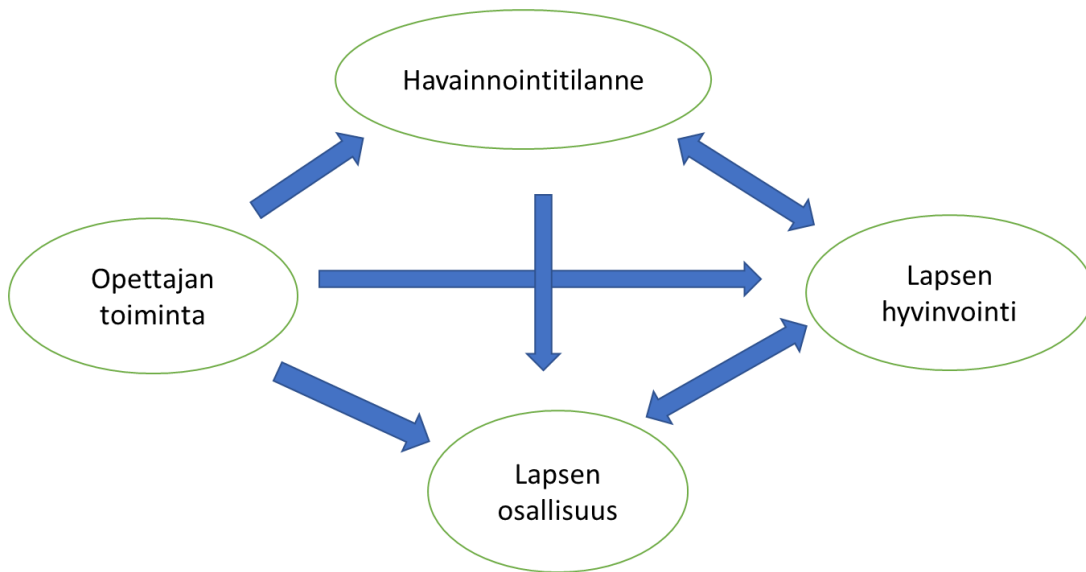 Havainnointitilanne
Opettajan
toiminta
Lapsen
hyvinvointi
Lapsen
osallisuus